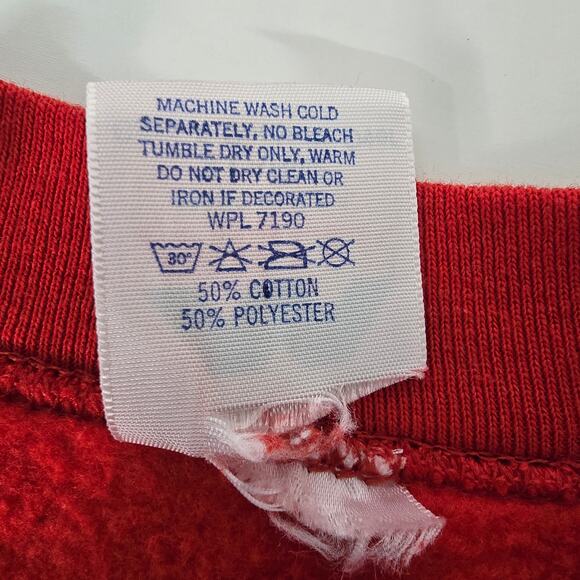 MACHINE WASH COLD
SEPARATELY, NO BLEACH
TUMBLE DRY ONLY, WARM
DO NOT DRY CLEAN OR
IRON IF DECORATED
WPL 7190
30°
50% COTTON
50% POLYESTER